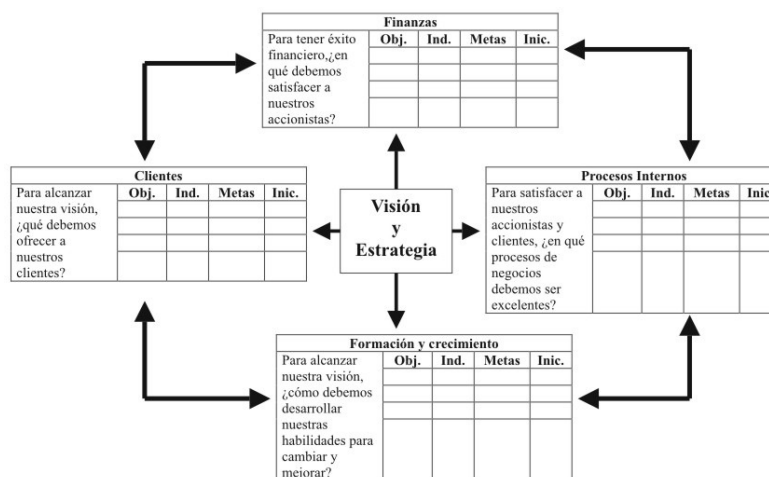 Finanzas
Para tener éxito
financiero,¿en
qué debemos
satisfacer a
nuestros
accionistas?
Obj. Ind. Metas Inic.
Clientes
Para alcanzar
nuestra visión,
¿qué debemos
ofrecer a
nuestros
clientes?
Obj. Ind. Metas Inic.
Visión
y
Estrategia
Procesos Internos
Para satisfacer a
nuestros
accionistas y
clientes, ¿en qué
procesos de
negocios
debemos ser
excelentes?
Obj. Ind. Metas Inic
Formación y crecimiento
Para alcanzar
nuestra visión,
¿cómo debemos
desarrollar
nuestras
habilidades para
cambiar y
mejorar?
Obj. Ind. Metas Inic.